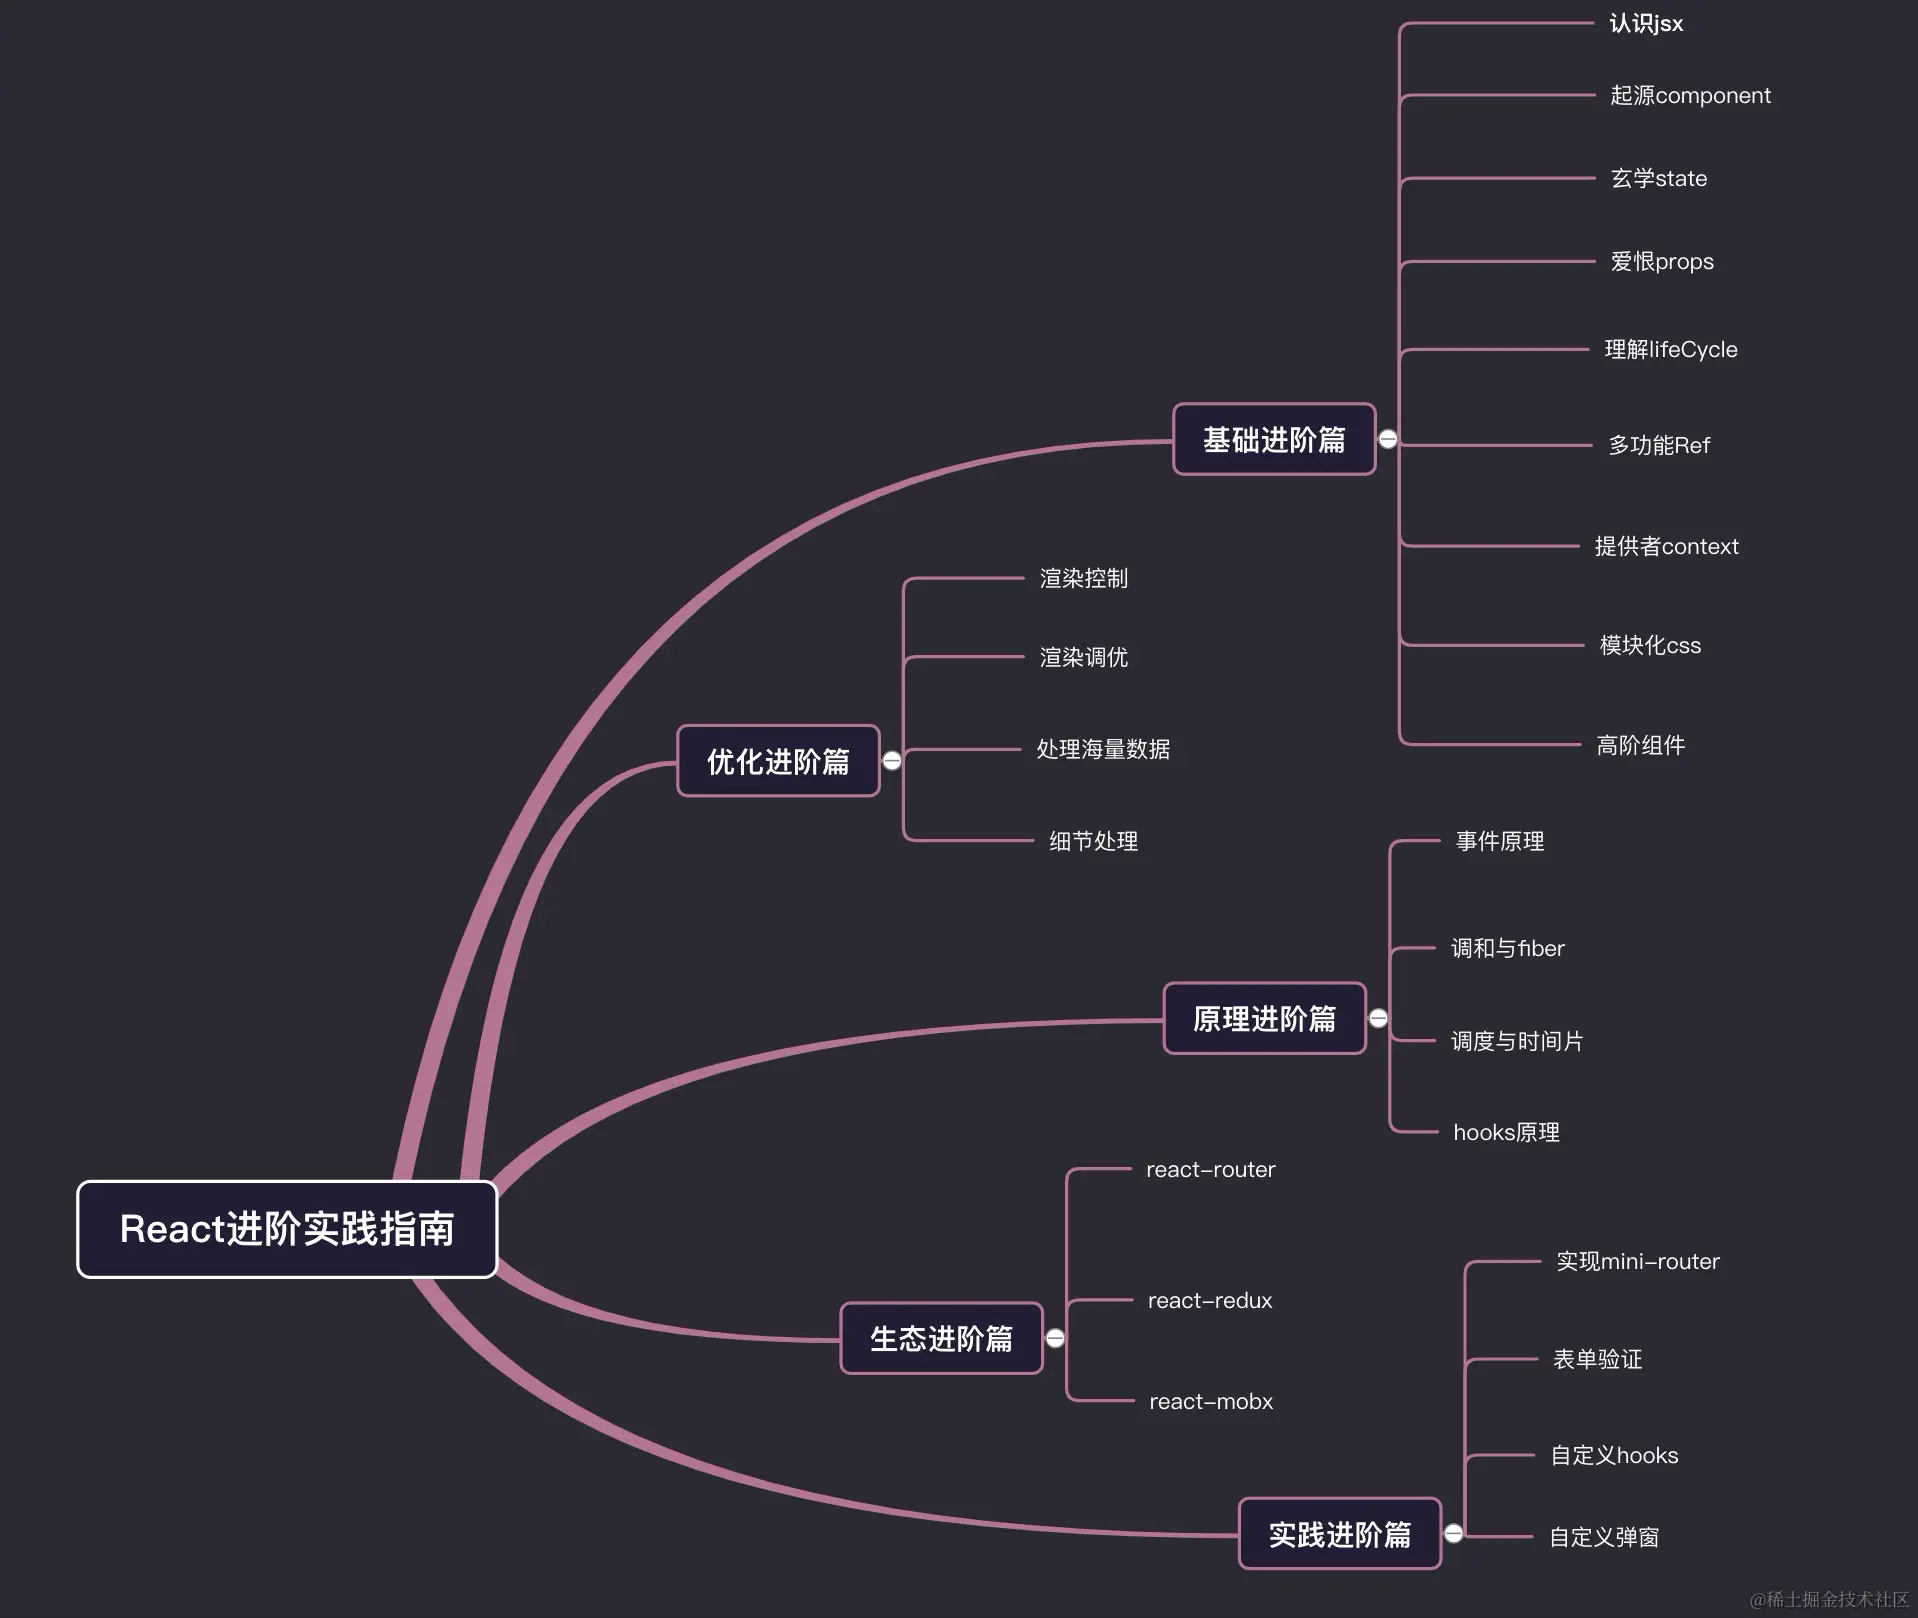 React进阶实践指南
基础进阶篇
认识jsx
起源component
玄学state
爱恨props
理解lifeCycle
多功能Ref
提供者context
模块化css
高阶组件
优化进阶篇
渲染控制
渲染调优
处理海量数据
细节处理
原理进阶篇
事件原理
调和与fiber
调度与时间片
hooks原理
生态进阶篇
react-router
react-redux
react-mobx
实践进阶篇
实现mini-router
表单验证
自定义hooks
自定义弹窗
@稀土掘金技术社区